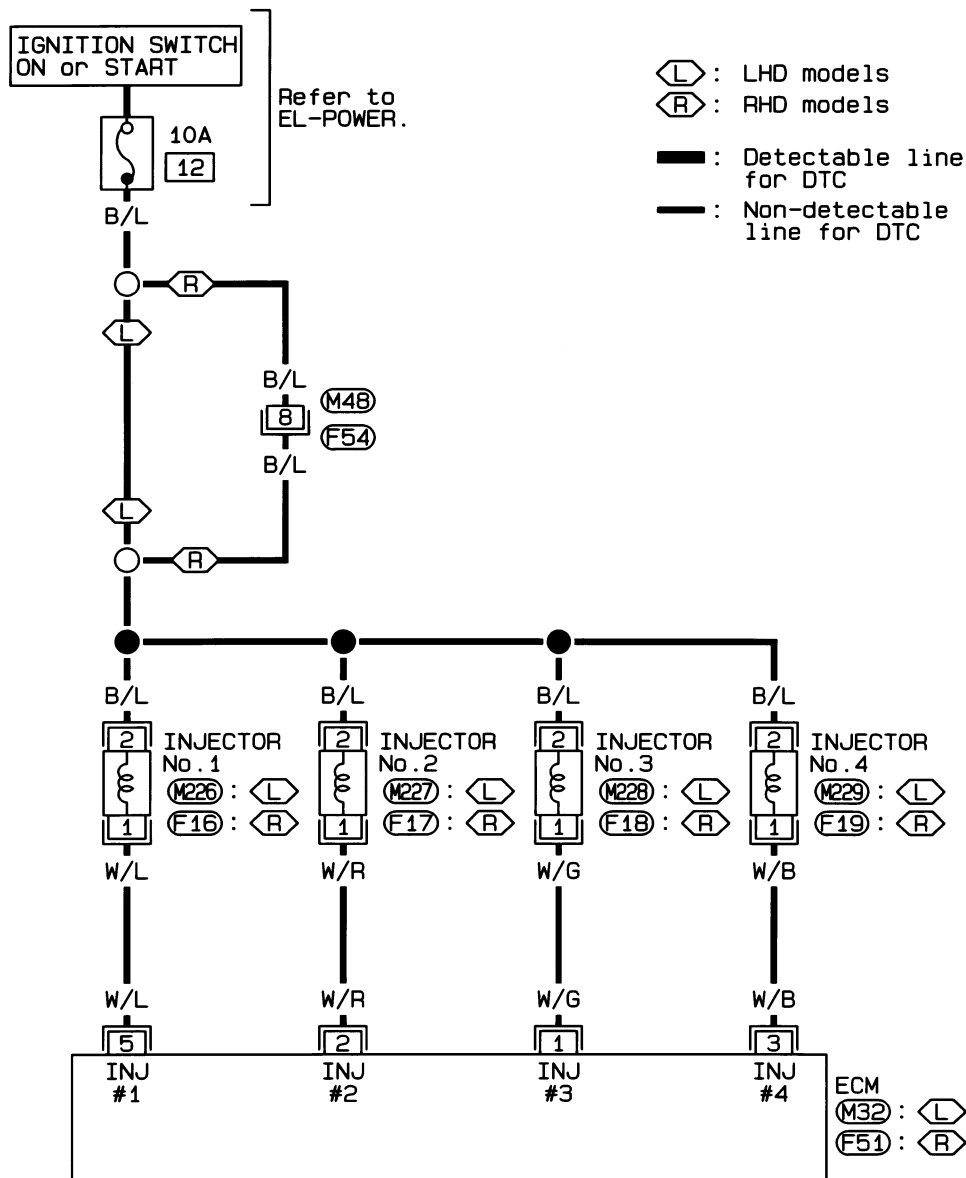 IGNITION SWITCH
ON or START
Refer to
EL-POWER.
10A
12
B/L
L : LHD models
R : RHD models
: Detectable line
for DTC
: Non-detectable
line for DTC
R
L
B/L
8
M48
F54
B/L
L
R
B/L
B/L
B/L
B/L
2
INJECTOR
No.1
M226 : L
F16 : R
1
2
INJECTOR
No.2
M227 : L
F17 : R
1
2
INJECTOR
No.3
M228 : L
F18 : R
1
2
INJECTOR
No.4
M229 : L
F19 : R
1
W/L
W/R
W/G
W/B
W/L
W/R
W/G
W/B
5
2
1
3
INJ
#1
INJ
#2
INJ
#3
INJ
#4
ECM
M32 : L
F51 : R